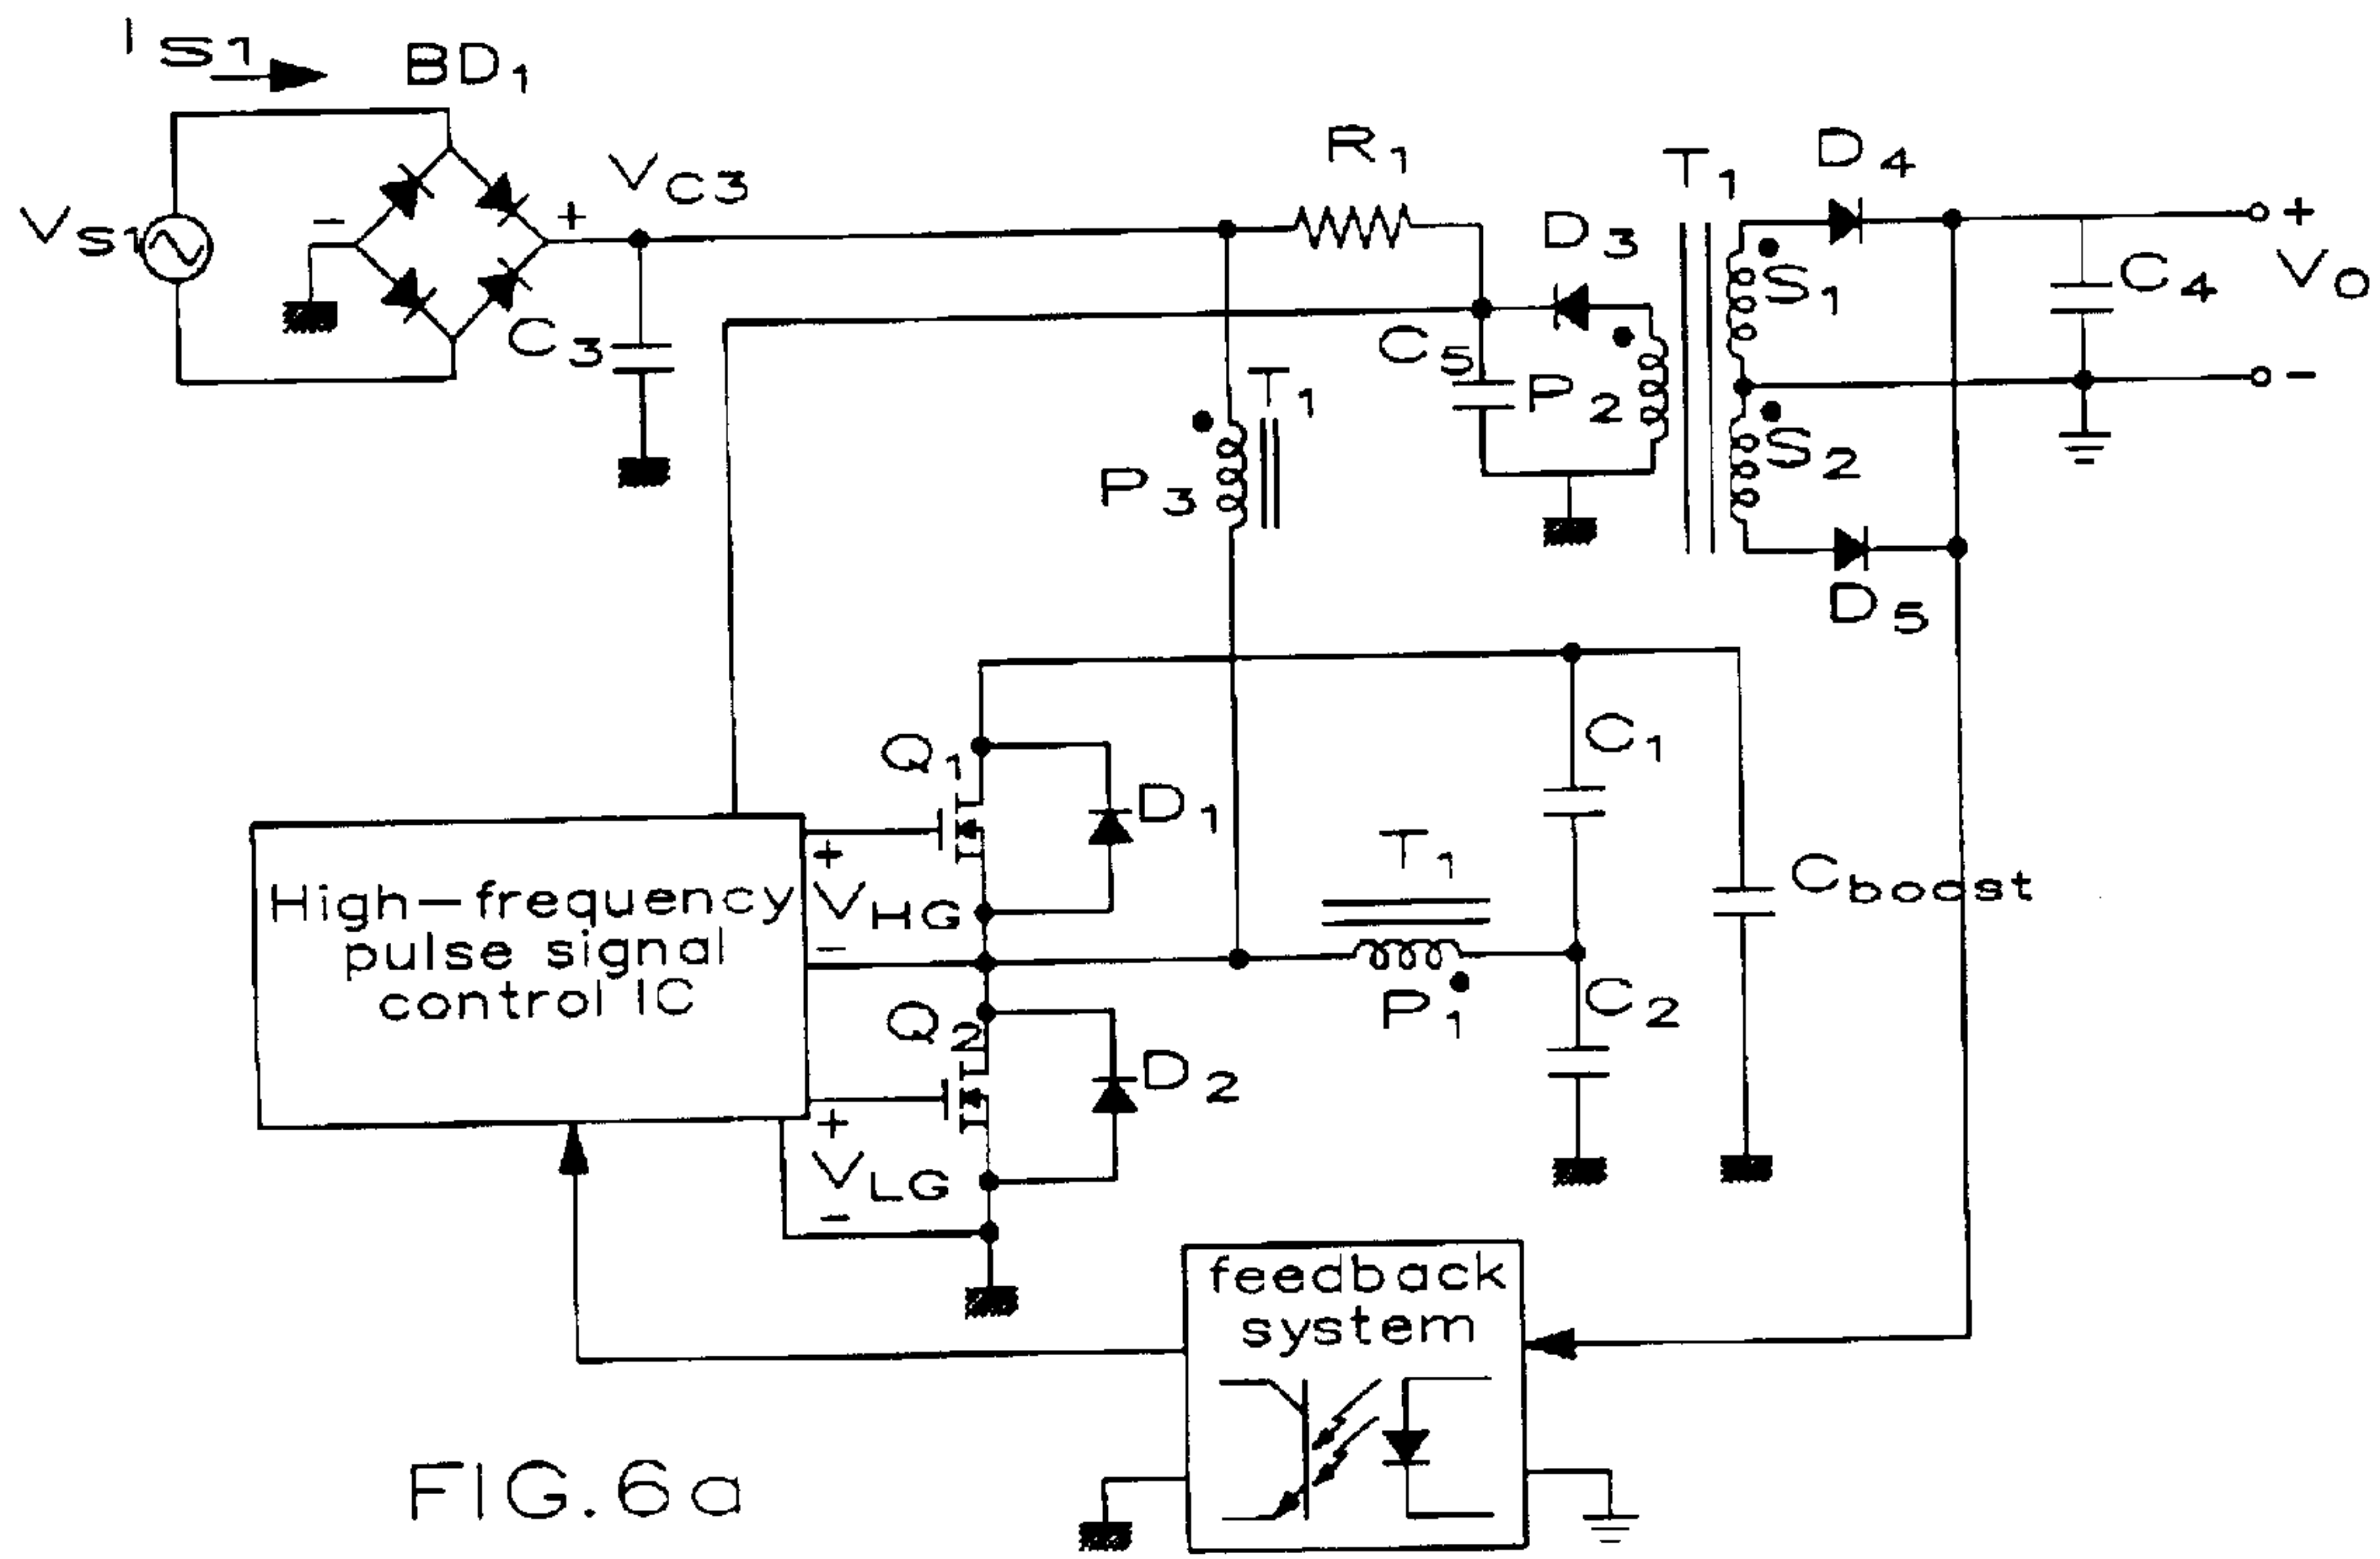 IS1
BD1
VS1
−
+
VC3
C3
R1
D3
C5
P2
T1
D4
S1
S2
C4
+
VO
−
D5
T1
P3
Q1
D1
C1
Cboost
High-frequency
pulse signal
control IC
+
VHG
−
T1
P1
C2
Q2
D2
+
VLG
−
feedback
system
FIG.6a